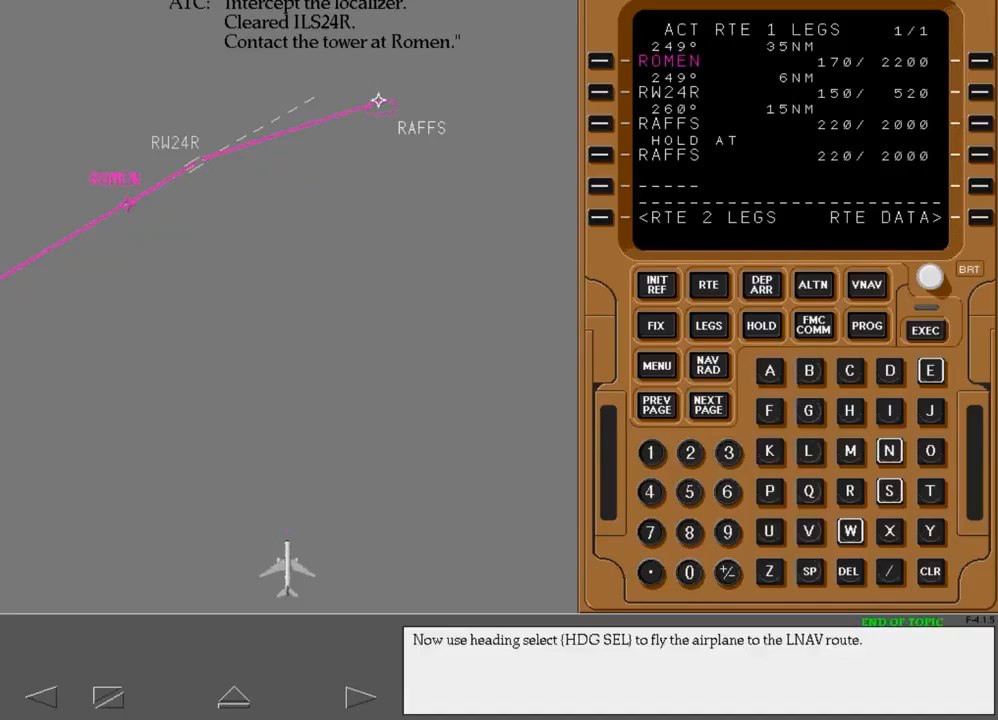 ATC: Intercept the localizer.
Cleared ILS24R.
Contact the tower at Romen."
RAFFS
RW24R
ROMEN
ACT RTE 1 LEGS 1/1
249° 35NM
ROMEN 170/ 2200
249° 6NM
RW24R 150/ 520
260° 15NM
RAFFS 220/ 2000
HOLD AT
RAFFS 220/ 2000
-----
<RTE 2 LEGS RTE DATA>
BRT
INIT REF RTE DEP ARR ALTN VNAV
FIX LEGS HOLD FMC COMM PROG EXEC
MENU NAV RAD
PREV PAGE NEXT PAGE
A B C D E
F G H I J
1 2 3 K L M N O
4 5 6 P Q R S T
7 8 9 U V W X Y
. 0 +/- Z SP DEL / CLR
END OF TOPIC F-4.1.5
Now use heading select {HDG SEL} to fly the airplane to the LNAV route.